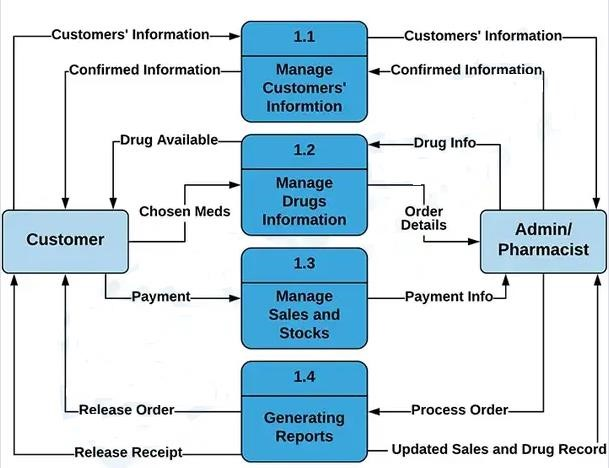 1.1
Customers' Information
Customers' Information
Confirmed Information
Manage
Customers'
Informtion
Confirmed Information
1.2
Drug Available
Drug Info
Manage
Drugs
Information
Chosen Meds
Order
Details
Customer
Admin/
Pharmacist
1.3
Payment
Manage
Sales and
Stocks
Payment Info
1.4
Release Order
Generating
Reports
Process Order
Release Receipt
Updated Sales and Drug Record